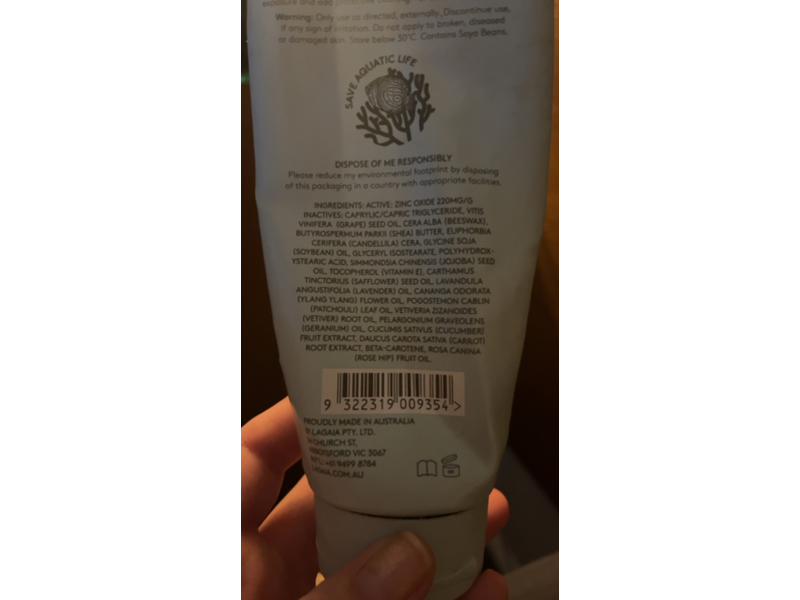 exposure and add protective clothing
Warning: Only use as directed, externally. Discontinue use,
if any sign of irritation. Do not apply to broken, diseased
or damaged skin. Store below 30°C. Contains Soya Beans.
SAVE AQUATIC LIFE
DISPOSE OF ME RESPONSIBLY
Please reduce my environmental footprint by disposing
of this packaging in a country with appropriate facilities.
INGREDIENTS: ACTIVE: ZINC OXIDE 220MG/G
INACTIVES: CAPRYLIC/CAPRIC TRIGLYCERIDE, VITIS
VINIFERA (GRAPE) SEED OIL, CERA ALBA (BEESWAX),
BUTYROSPERMUM PARKII (SHEA) BUTTER, EUPHORBIA
CERIFERA (CANDELILLA) CERA, GLYCINE SOJA
(SOYBEAN) OIL, GLYCERYL ISOSTEARATE, POLYHYDROX-
YSTEARIC ACID, SIMMONDSIA CHINENSIS (JOJOBA) SEED
OIL, TOCOPHEROL (VITAMIN E), CARTHAMUS
TINCTORIUS (SAFFLOWER) SEED OIL, LAVANDULA
ANGUSTIFOLIA (LAVENDER) OIL, CANANGA ODORATA
(YLANG YLANG) FLOWER OIL, POGOSTEMON CABLIN
(PATCHOULI) LEAF OIL, VETIVERIA ZIZANOIDES
(VETIVER) ROOT OIL, PELARGONIUM GRAVEOLENS
(GERANIUM) OIL, CUCUMIS SATIVUS (CUCUMBER)
FRUIT EXTRACT, DAUCUS CAROTA SATIVA (CARROT)
ROOT EXTRACT, BETA-CAROTENE, ROSA CANINA
(ROSE HIP) FRUIT OIL.
9 322319 009354 >
PROUDLY MADE IN AUSTRALIA
LAGAIA PTY. LTD.
CHURCH ST,
ABBOTSFORD VIC 3067
INT'L: +61 9499 8784
LAGAIA.COM.AU